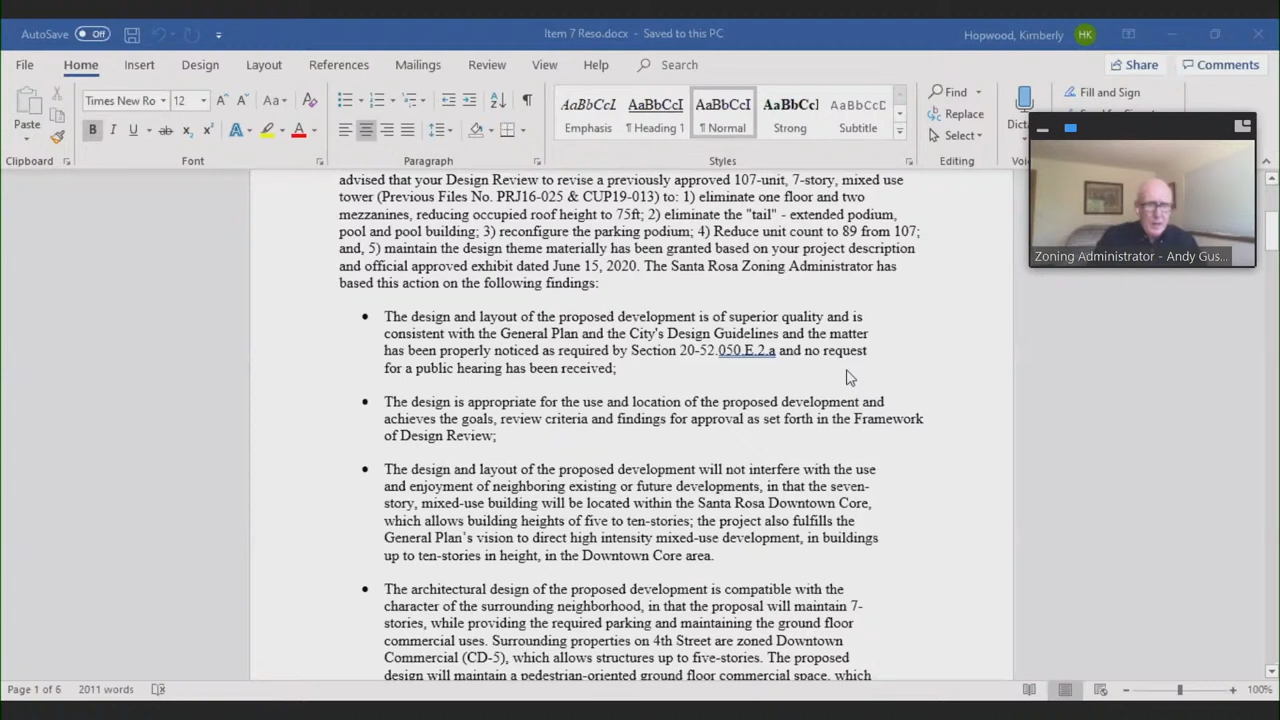 AutoSave Off Item 7 Reso.docx - Saved to this PC Hopwood, Kimberly HK
File Home Insert Design Layout References Mailings Review View Help Search Share Comments
Times New Ro 12 Aa
Paste
B I U ab x₂ x² A A
AaBbCcI AaBbCcI AaBbCcI AaBbCcI AaBbCcI
Emphasis ¶ Heading 1 ¶ Normal Strong Subtitle
Find
Replace
Select
Dicta
Fill and Sign
Clipboard Font Paragraph Styles Editing Voi
Zoning Administrator - Andy Gus...
advised that your Design Review to revise a previously approved 107-unit, 7-story, mixed use
tower (Previous Files No. PRJ16-025 & CUP19-013) to: 1) eliminate one floor and two
mezzanines, reducing occupied roof height to 75ft; 2) eliminate the "tail" - extended podium,
pool and pool building; 3) reconfigure the parking podium; 4) Reduce unit count to 89 from 107;
and, 5) maintain the design theme materially has been granted based on your project description
and official approved exhibit dated June 15, 2020. The Santa Rosa Zoning Administrator has
based this action on the following findings:
• The design and layout of the proposed development is of superior quality and is
consistent with the General Plan and the City's Design Guidelines and the matter
has been properly noticed as required by Section 20-52.050.E.2.a and no request
for a public hearing has been received;
• The design is appropriate for the use and location of the proposed development and
achieves the goals, review criteria and findings for approval as set forth in the Framework
of Design Review;
• The design and layout of the proposed development will not interfere with the use
and enjoyment of neighboring existing or future developments, in that the seven-
story, mixed-use building will be located within the Santa Rosa Downtown Core,
which allows building heights of five to ten-stories; the project also fulfills the
General Plan's vision to direct high intensity mixed-use development, in buildings
up to ten-stories in height, in the Downtown Core area.
• The architectural design of the proposed development is compatible with the
character of the surrounding neighborhood, in that the proposal will maintain 7-
stories, while providing the required parking and maintaining the ground floor
commercial uses. Surrounding properties on 4th Street are zoned Downtown
Commercial (CD-5), which allows structures up to five-stories. The proposed
design will maintain a pedestrian-oriented ground floor commercial space, which
Page 1 of 6 2011 words 100%